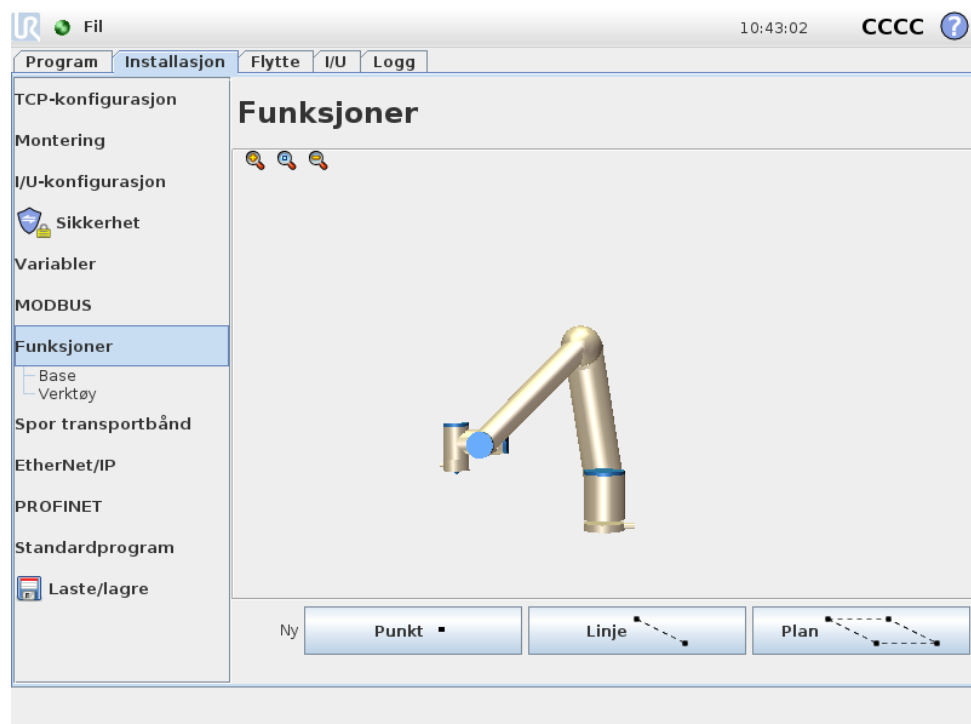 UR Fil 10:43:02 CCCC ?
Program Installasjon Flytte I/U Logg
TCP-konfigurasjon
Montering
I/U-konfigurasjon
Sikkerhet
Variabler
MODBUS
Funksjoner
Base
Verktøy
Spor transportbånd
EtherNet/IP
PROFINET
Standardprogram
Laste/lagre
Funksjoner
Ny Punkt Linje Plan